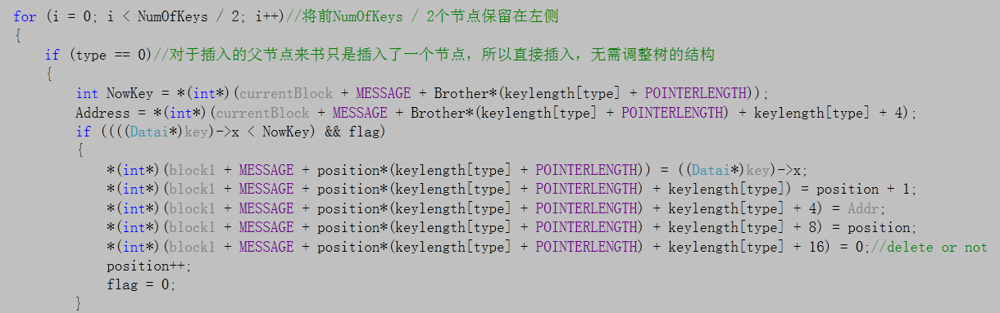 for (i = 0; i < NumOfKeys / 2; i++)//将前NumOfKeys / 2个节点保留在左侧
{
if (type == 0)//对于插入的父节点来书只是插入了一个节点，所以直接插入，无需调整树的结构
{
int NowKey = *(int*)(currentBlock + MESSAGE + Brother*(keylength[type] + POINTERLENGTH));
Address = *(int*)(currentBlock + MESSAGE + Brother*(keylength[type] + POINTERLENGTH) + keylength[type] + 4);
if ((((Datai*)key)->x < NowKey) && flag)
{
*(int*)(block1 + MESSAGE + position*(keylength[type] + POINTERLENGTH)) = ((Datai*)key)->x;
*(int*)(block1 + MESSAGE + position*(keylength[type] + POINTERLENGTH) + keylength[type]) = position + 1;
*(int*)(block1 + MESSAGE + position*(keylength[type] + POINTERLENGTH) + keylength[type] + 4) = Addr;
*(int*)(block1 + MESSAGE + position*(keylength[type] + POINTERLENGTH) + keylength[type] + 8) = position;
*(int*)(block1 + MESSAGE + position*(keylength[type] + POINTERLENGTH) + keylength[type] + 16) = 0;//delete or not
position++;
flag = 0;
}